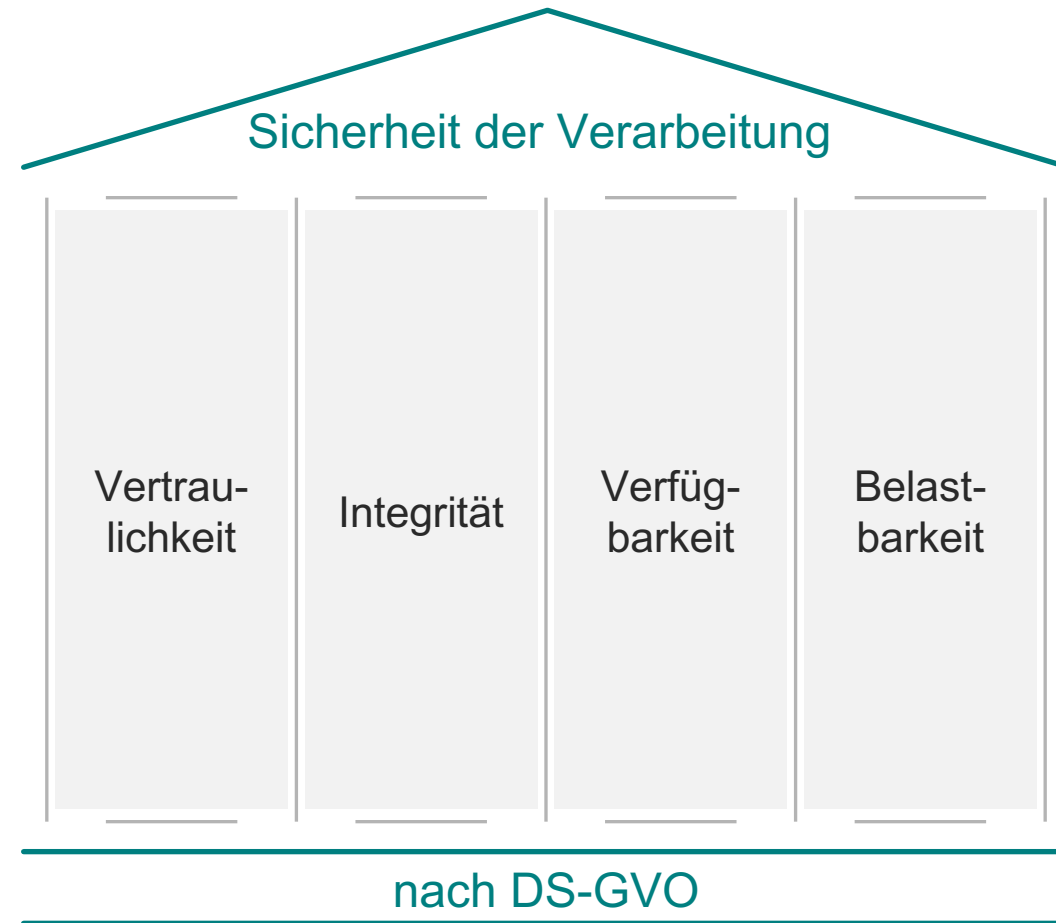 Sicherheit der Verarbeitung
Vertrau-
lichkeit
Integrität
Verfüg-
barkeit
Belast-
barkeit
nach DS-GVO